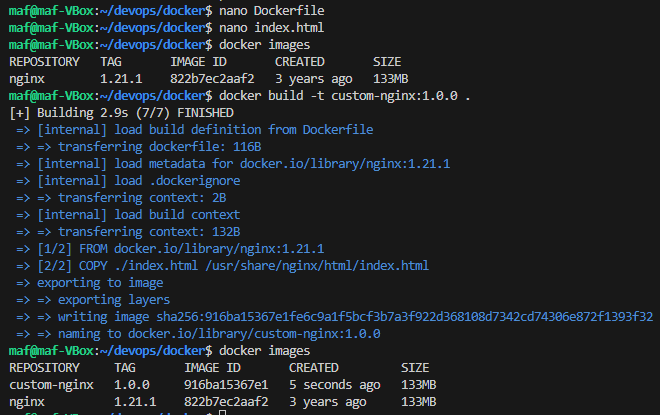 maf@maf-VBox:~/devops/docker$ nano Dockerfile
maf@maf-VBox:~/devops/docker$ nano index.html
maf@maf-VBox:~/devops/docker$ docker images
REPOSITORY   TAG       IMAGE ID       CREATED       SIZE
nginx        1.21.1    822b7ec2aaf2   3 years ago   133MB
maf@maf-VBox:~/devops/docker$ docker build -t custom-nginx:1.0.0 .
[+] Building 2.9s (7/7) FINISHED
=> [internal] load build definition from Dockerfile
=> => transferring dockerfile: 116B
=> [internal] load metadata for docker.io/library/nginx:1.21.1
=> [internal] load .dockerignore
=> => transferring context: 2B
=> [internal] load build context
=> => transferring context: 132B
=> [1/2] FROM docker.io/library/nginx:1.21.1
=> [2/2] COPY ./index.html /usr/share/nginx/html/index.html
=> exporting to image
=> => exporting layers
=> => writing image sha256:916ba15367e1fe6c9a1f5bcf3b7a3f922d368108d7342cd74306e872f1393f32
=> => naming to docker.io/library/custom-nginx:1.0.0
maf@maf-VBox:~/devops/docker$ docker images
REPOSITORY     TAG       IMAGE ID       CREATED         SIZE
custom-nginx   1.0.0     916ba15367e1   5 seconds ago   133MB
nginx          1.21.1    822b7ec2aaf2   3 years ago     133MB
maf@maf-VBox:~/devops/docker$